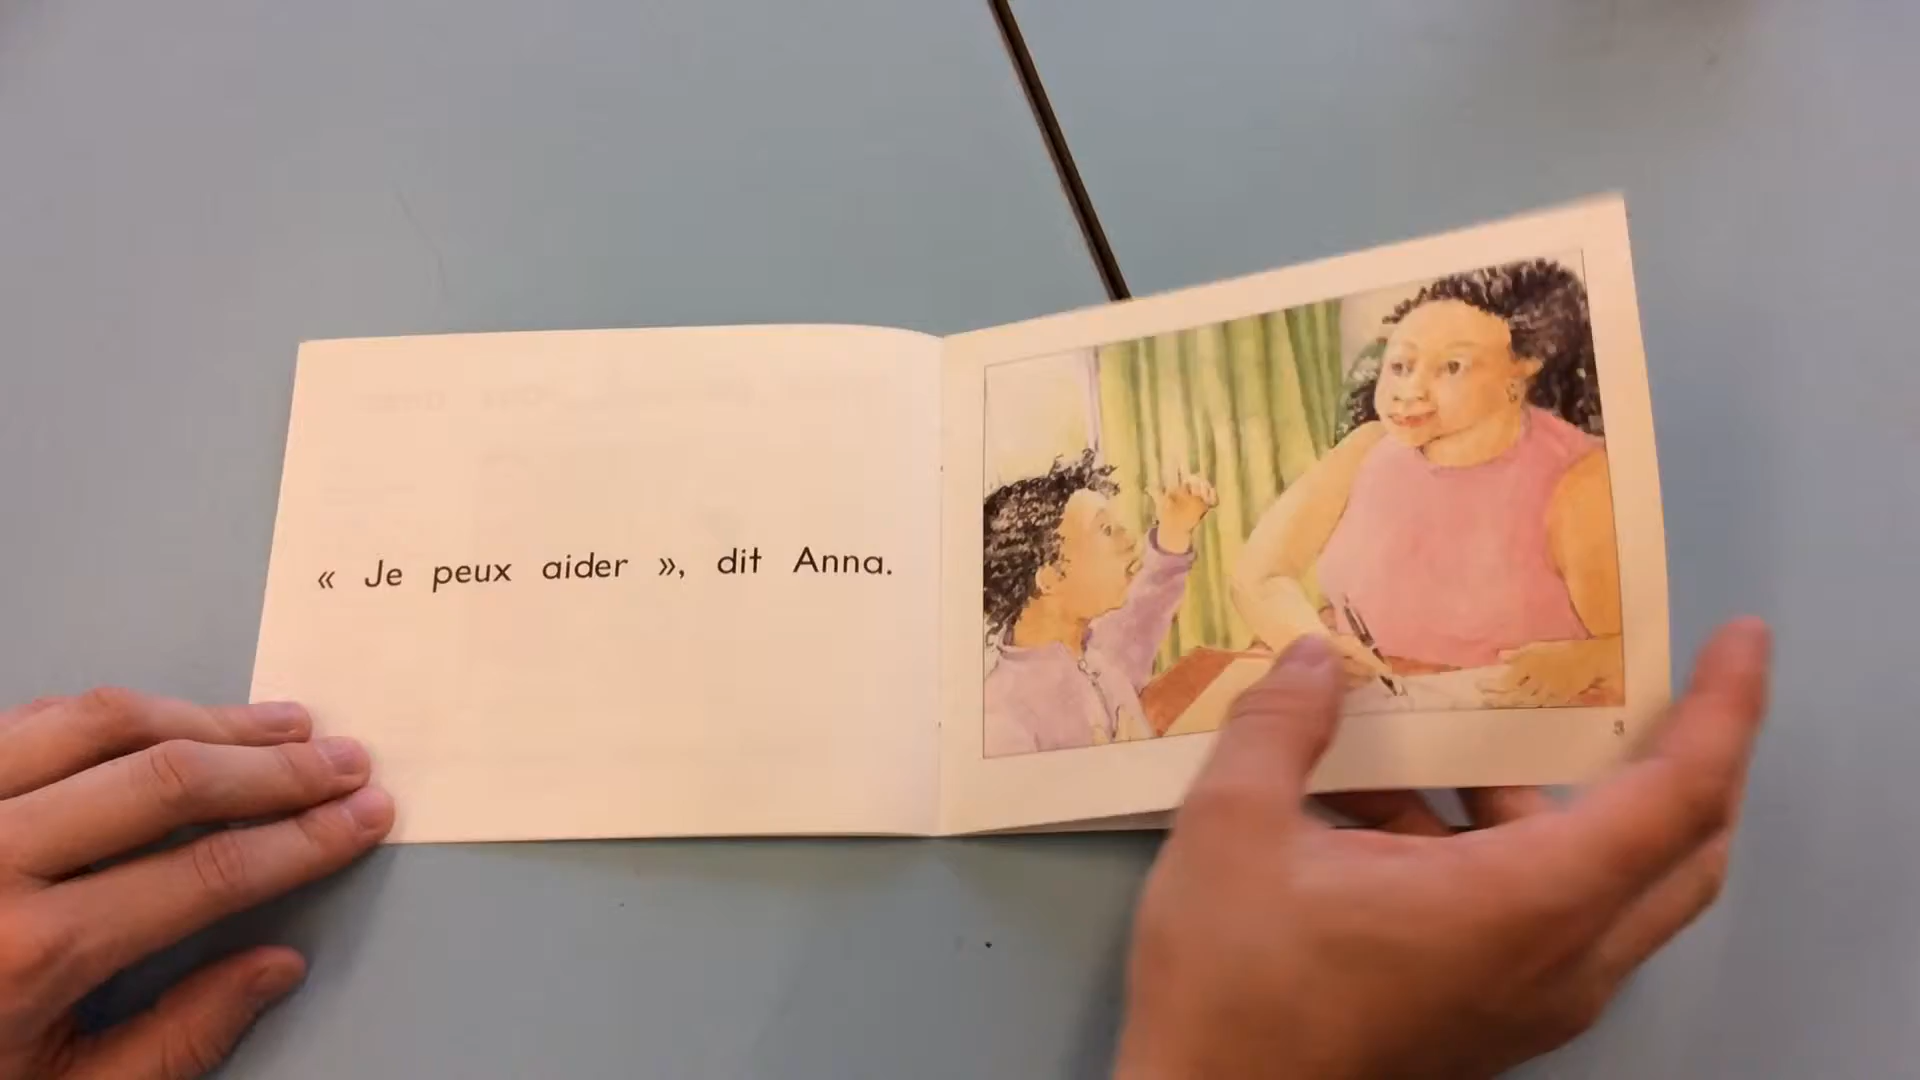 « Je peux aider », dit Anna.
3